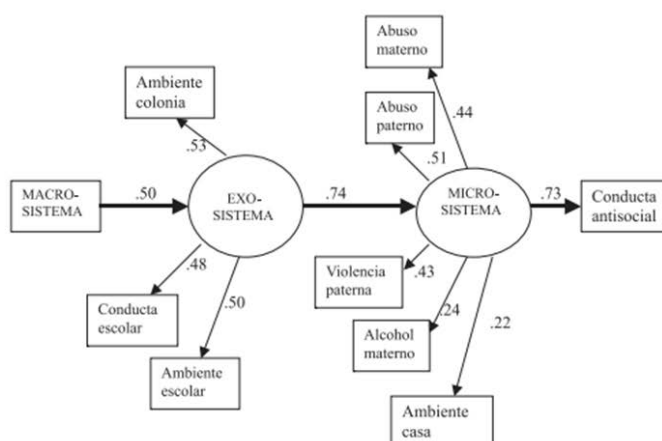 Abuso
materno
Ambiente
colonia
.44
Abuso
paterno
.53
.51
MACRO-
SISTEMA
.50
EXO-
SISTEMA
.74
MICRO-
SISTEMA
.73
Conducta
antisocial
.48
.50
Violencia
paterna
.43
Conducta
escolar
.24
.22
Alcohol
materno
Ambiente
escolar
Ambiente
casa